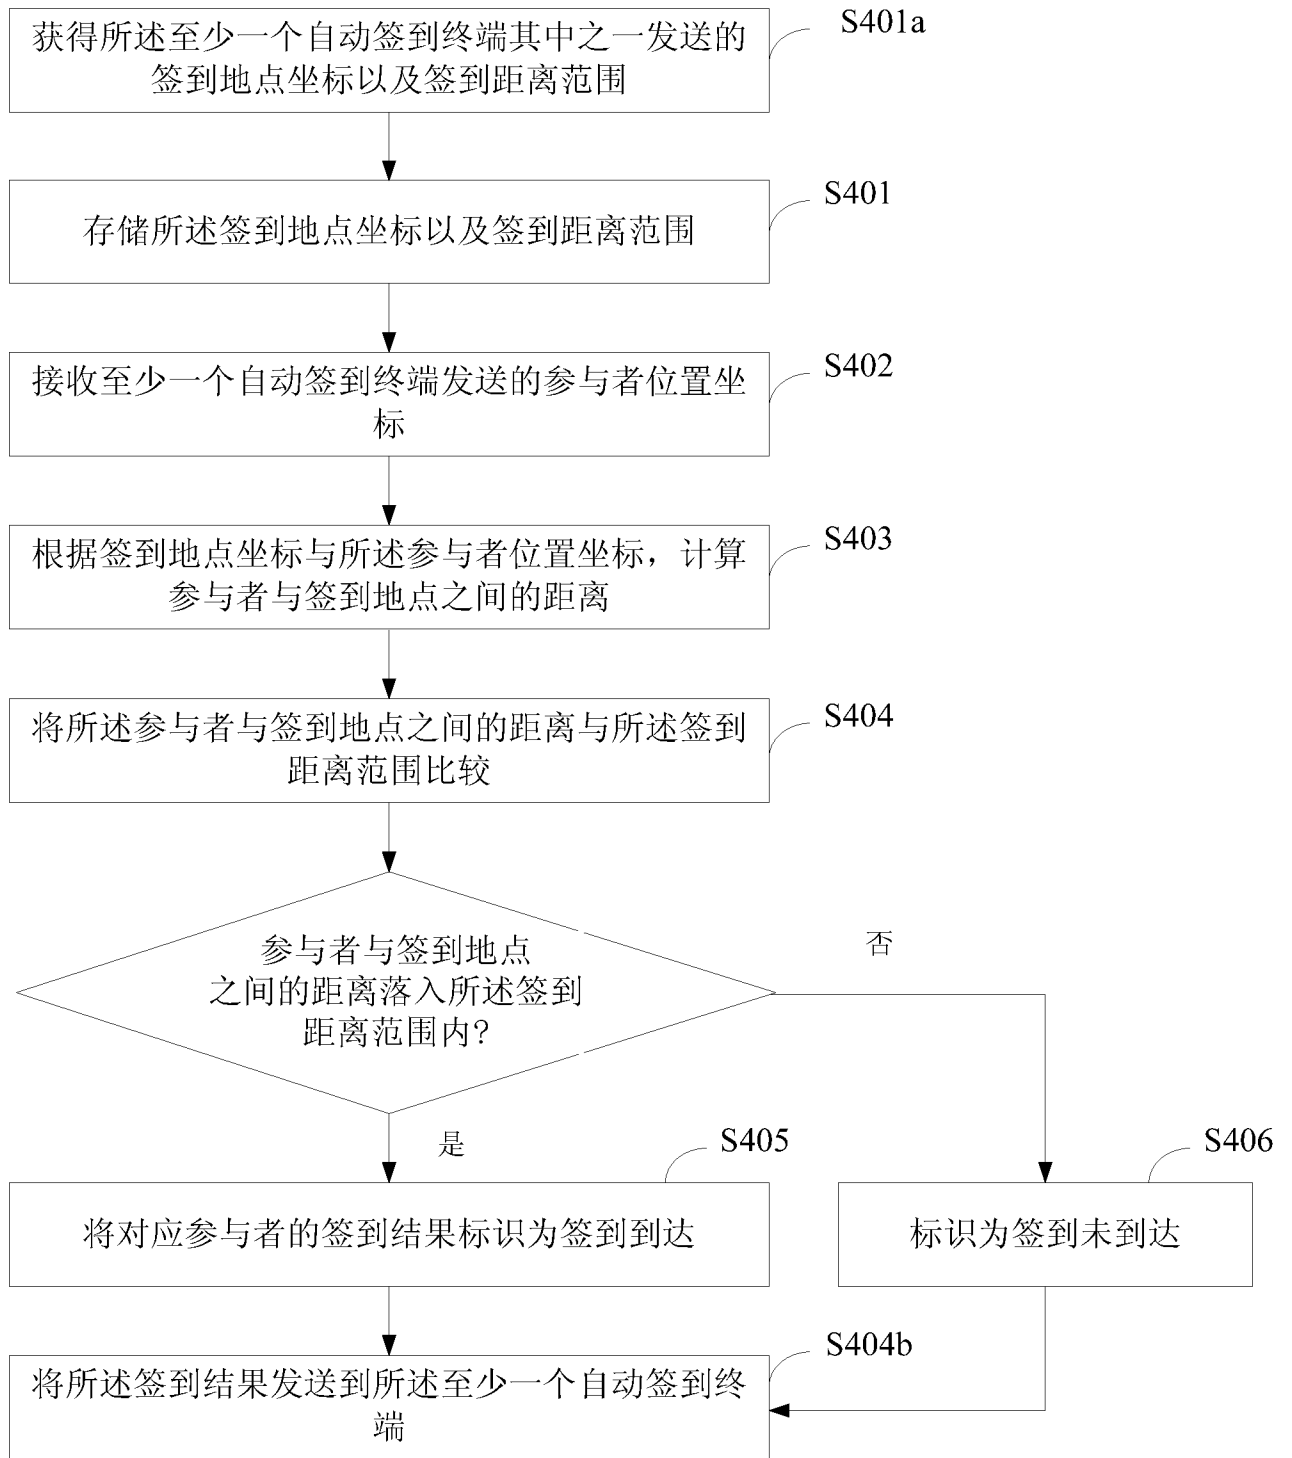 获得所述至少一个自动签到终端其中之一发送的
签到地点坐标以及签到距离范围
S401a
存储所述签到地点坐标以及签到距离范围
S401
接收至少一个自动签到终端发送的参与者位置坐
标
S402
根据签到地点坐标与所述参与者位置坐标，计算
参与者与签到地点之间的距离
S403
将所述参与者与签到地点之间的距离与所述签到
距离范围比较
S404
参与者与签到地点
之间的距离落入所述签到
距离范围内?
否
是
S405
将对应参与者的签到结果标识为签到到达
S406
标识为签到未到达
S404b
将所述签到结果发送到所述至少一个自动签到终
端